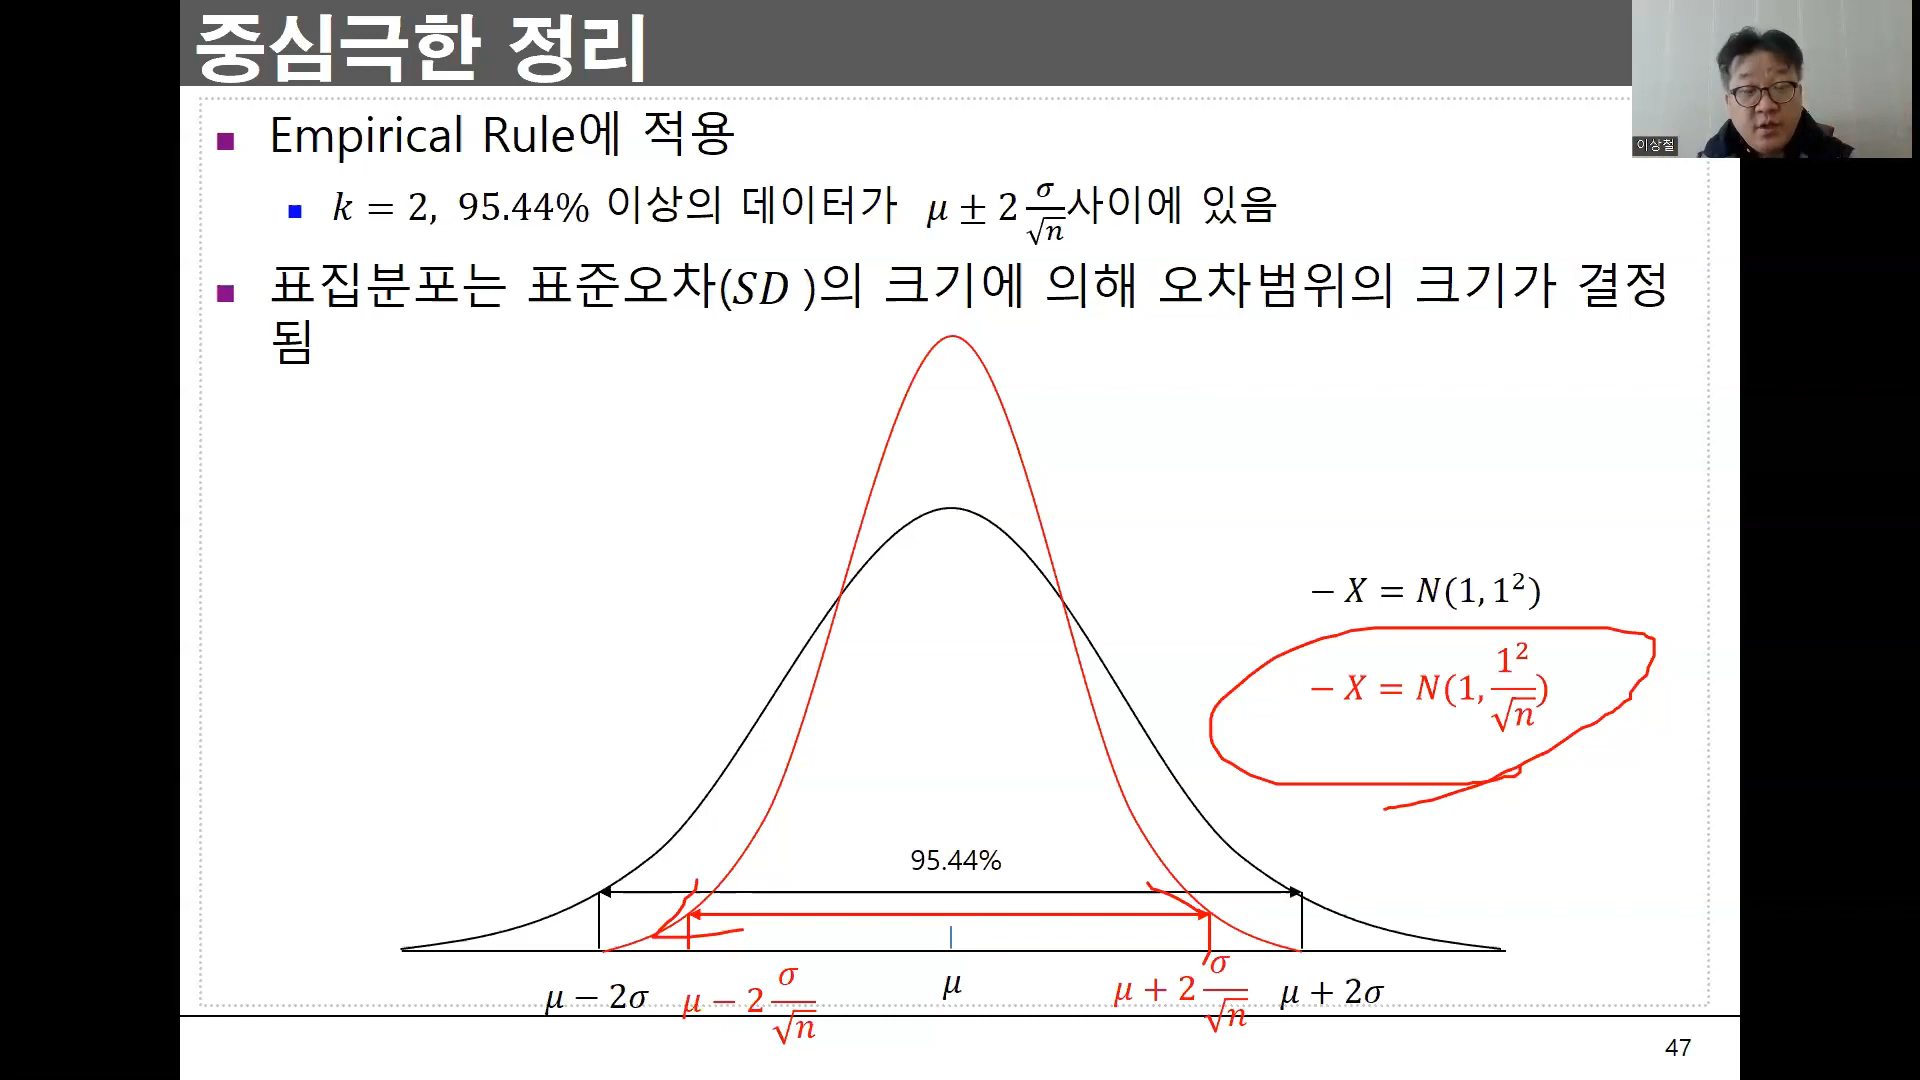 중심극한 정리
이상철
Empirical Rule에 적용
k = 2, 95.44% 이상의 데이터가 μ ± 2 σ/√n 사이에 있음
표집분포는 표준오차(SD )의 크기에 의해 오차범위의 크기가 결정
됨
− X = N(1, 1²)
− X = N(1, 1²/√n)
95.44%
μ − 2σ μ − 2 σ/√n μ μ + 2 σ/√n μ + 2σ
47